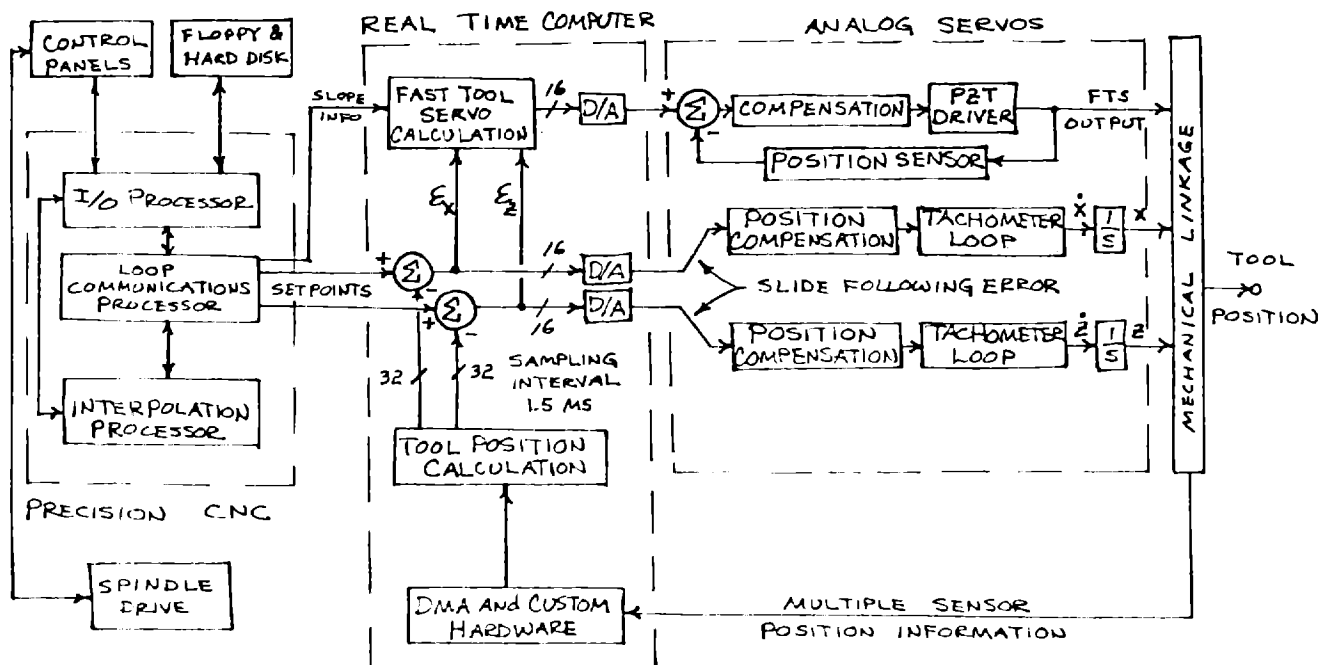 REAL TIME COMPUTER
ANALOG SERVOS
CONTROL
PANELS
FLOPPY &
HARD DISK
SLOPE
INFO
FAST TOOL
SERVO
CALCULATION
16
D/A
+
Σ
-
COMPENSATION
PZT
DRIVER
FTS
OUTPUT
POSITION SENSOR
I/O PROCESSOR
LOOP
COMMUNICATIONS
PROCESSOR
INTERPOLATION
PROCESSOR
PRECISION CNC
SPINDLE
DRIVE
SETPOINTS
εx
εz
+
Σ
-
16
D/A
+
Σ
-
16
D/A
POSITION
COMPENSATION
TACHOMETER
LOOP
ẋ
1/S
x
SLIDE FOLLOWING ERROR
POSITION
COMPENSATION
TACHOMETER
LOOP
ż
1/S
z
MECHANICAL LINKAGE
TOOL
POSITION
32
32
SAMPLING
INTERVAL
1.5 MS
TOOL POSITION
CALCULATION
DMA AND CUSTOM
HARDWARE
MULTIPLE SENSOR
POSITION INFORMATION